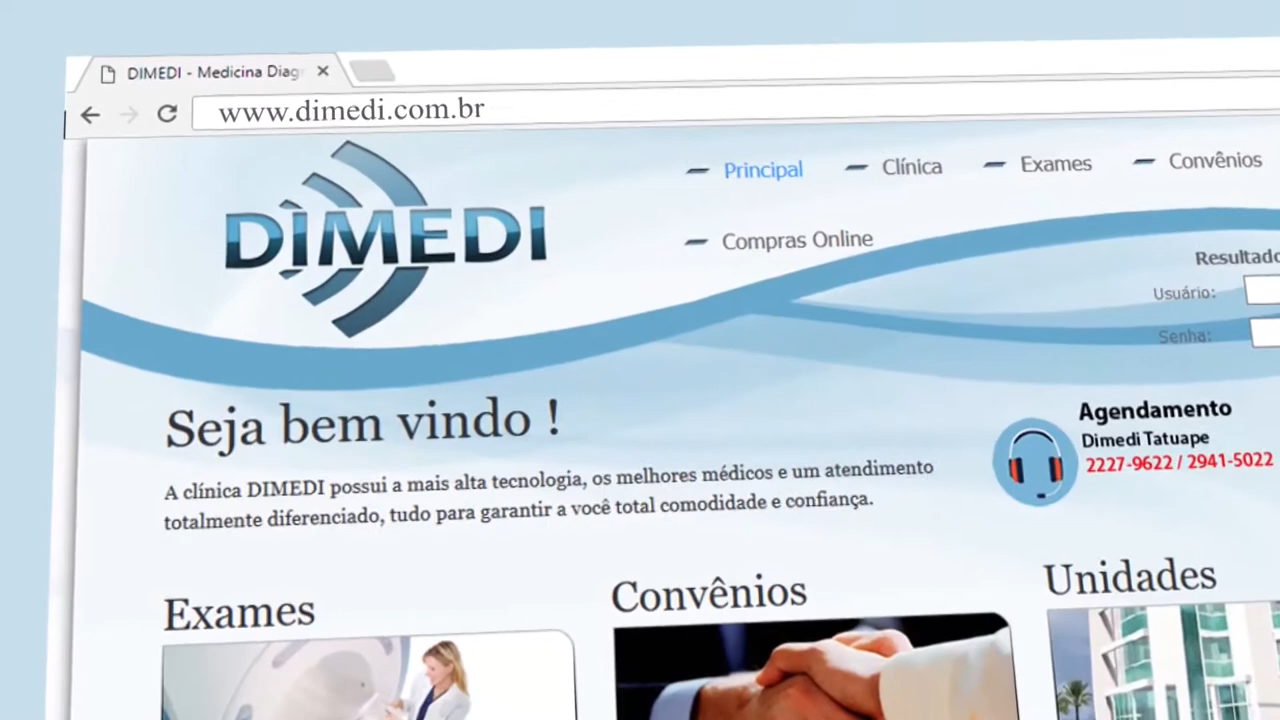 DIMEDI - Medicina Diag
www.dimedi.com.br
DIMEDI
Principal
Clínica
Exames
Convênios
Compras Online
Resultado
Usuário:
Senha:
Seja bem vindo !
A clínica DIMEDI possui a mais alta tecnologia, os melhores médicos e um atendimento
totalmente diferenciado, tudo para garantir a você total comodidade e confiança.
Agendamento
Dimedi Tatuape
2227-9622 / 2941-5022
Exames
Convênios
Unidades